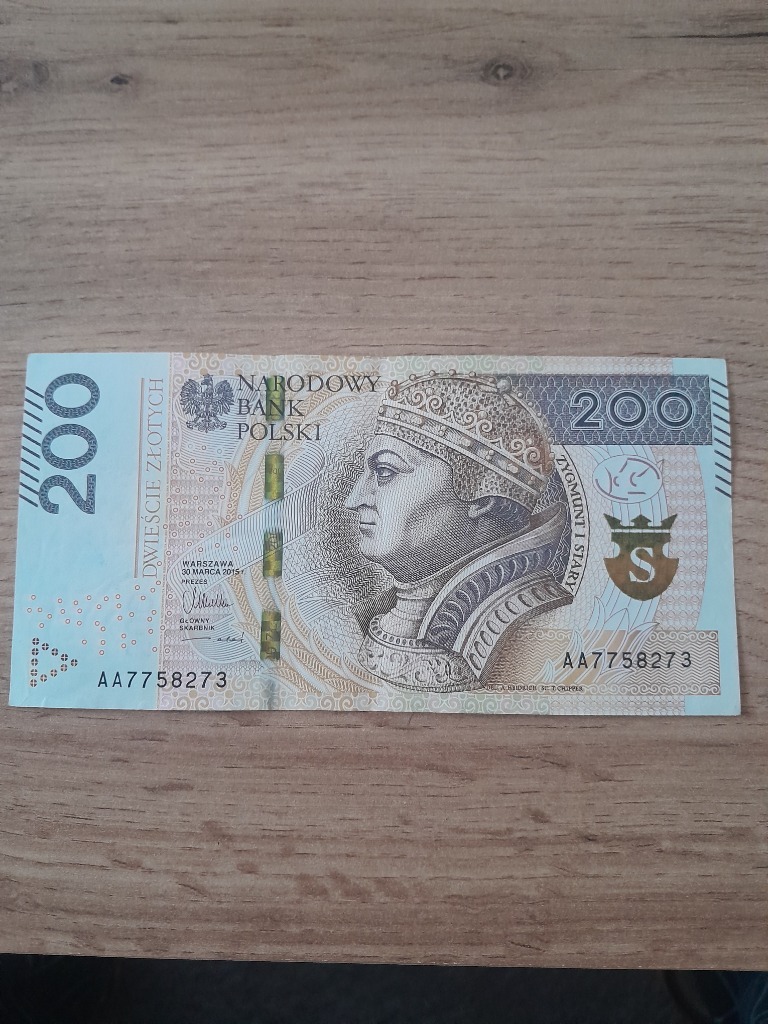 200
DWIEŚCIE ZŁOTYCH
NARODOWY
BANK
POLSKI
200
ZYGMUNT I STARY
S
WARSZAWA
30 MARCA 2015 r.
PREZES
GŁÓWNY
SKARBNIK
AA7758273
AA7758273